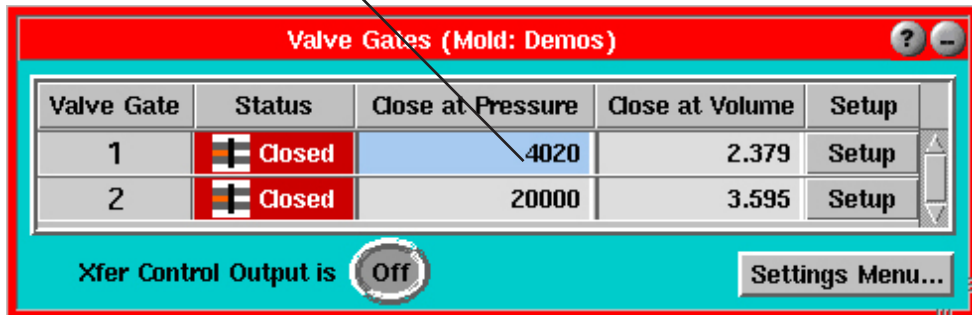 Valve Gates (Mold: Demos) ? –
Valve Gate Status Close at Pressure Close at Volume Setup
1 Closed 4020 2.379 Setup
2 Closed 20000 3.595 Setup
Xfer Control Output is Off Settings Menu...